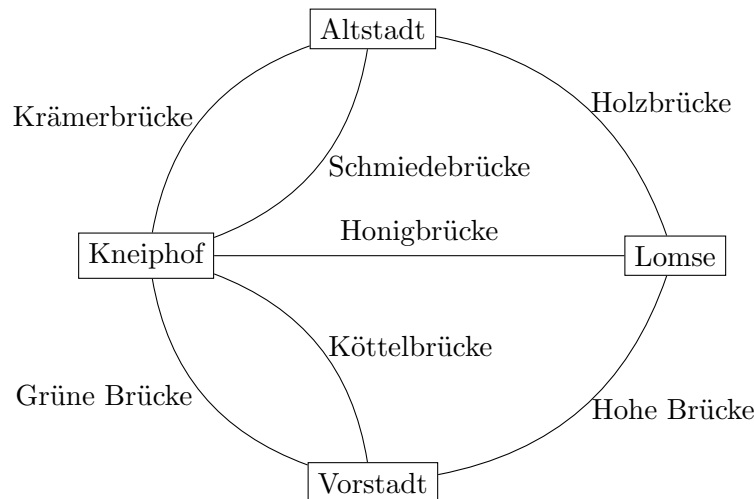 Altstadt
Krämerbrücke
Holzbrücke
Schmiedebrücke
Honigbrücke
Kneiphof
Lomse
Köttelbrücke
Grüne Brücke
Hohe Brücke
Vorstadt